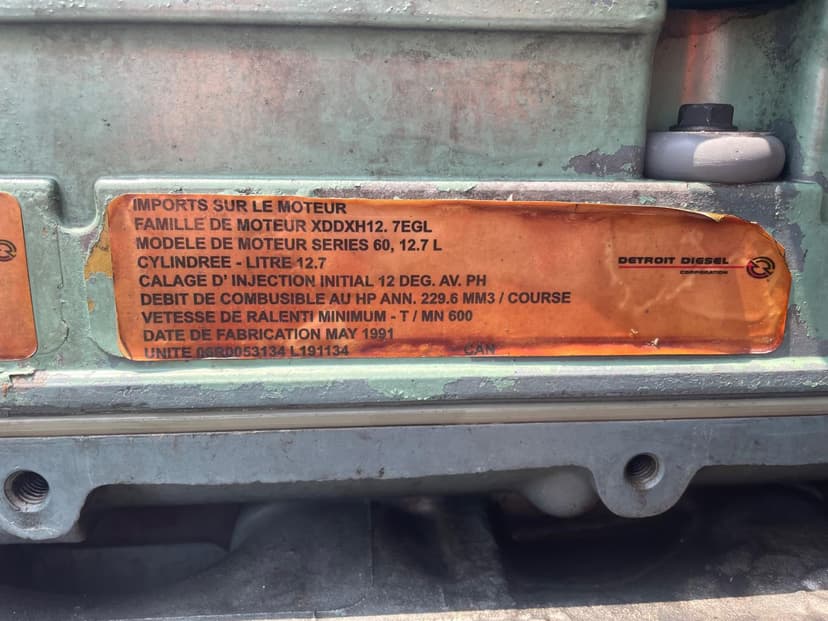 IMPORTS SUR LE MOTEUR
FAMILLE DE MOTEUR XDDXH12. 7EGL
MODELE DE MOTEUR SERIES 60, 12.7 L
CYLINDREE - LITRE 12.7
CALAGE D' INJECTION INITIAL 12 DEG. AV. PH
DEBIT DE COMBUSIBLE AU HP ANN. 229.6 MM3 / COURSE
VETESSE DE RALENTI MINIMUM - T / MN 600
DATE DE FABRICATION MAY 1991
UNITE 06R0053134 L191134 CAN
DETROIT DIESEL
CORPORATION